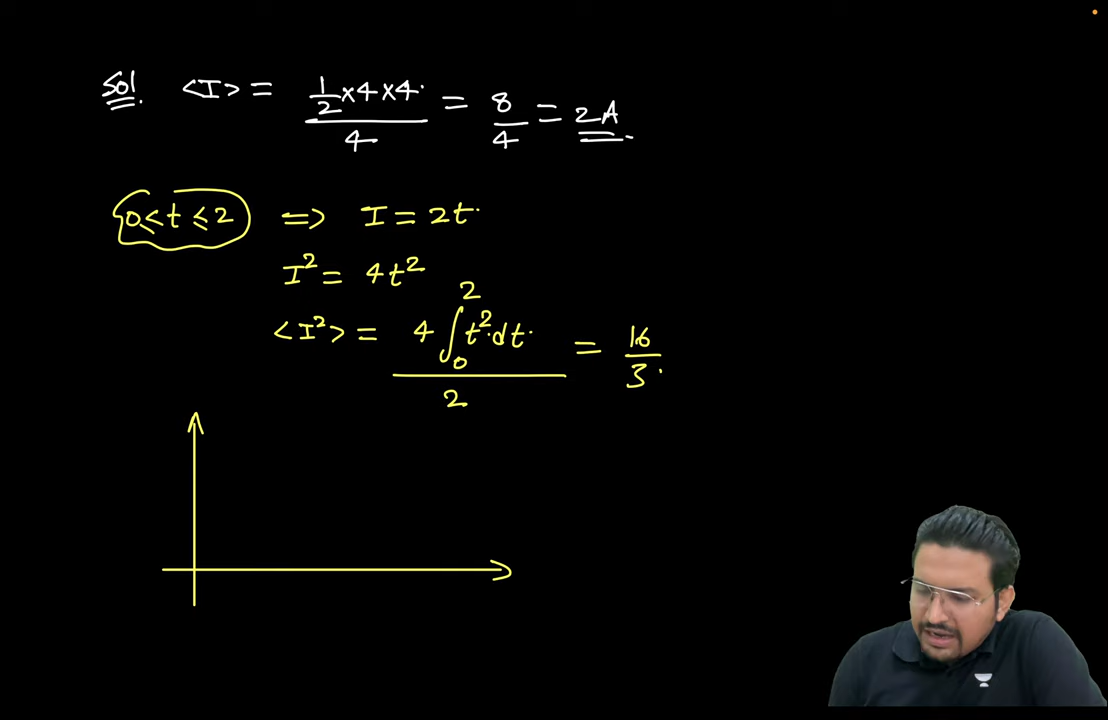 Sol. <I> = (1/2 × 4 × 4)/4 = 8/4 = 2A
0 < t ≤ 2 ⇒ I = 2t
I² = 4t²
<I²> = (4 ∫₀² t² dt)/2 = 16/3